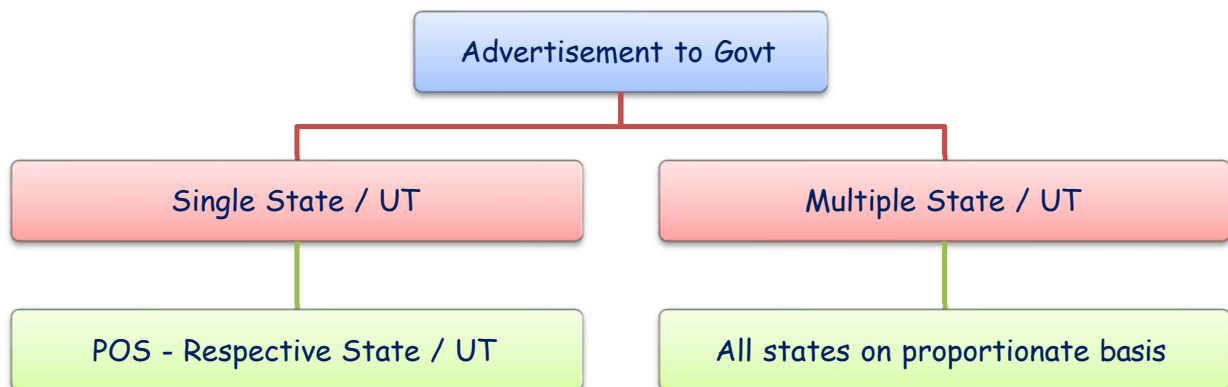 Advertisement to Govt
Single State / UT
Multiple State / UT
POS - Respective State / UT
All states on proportionate basis